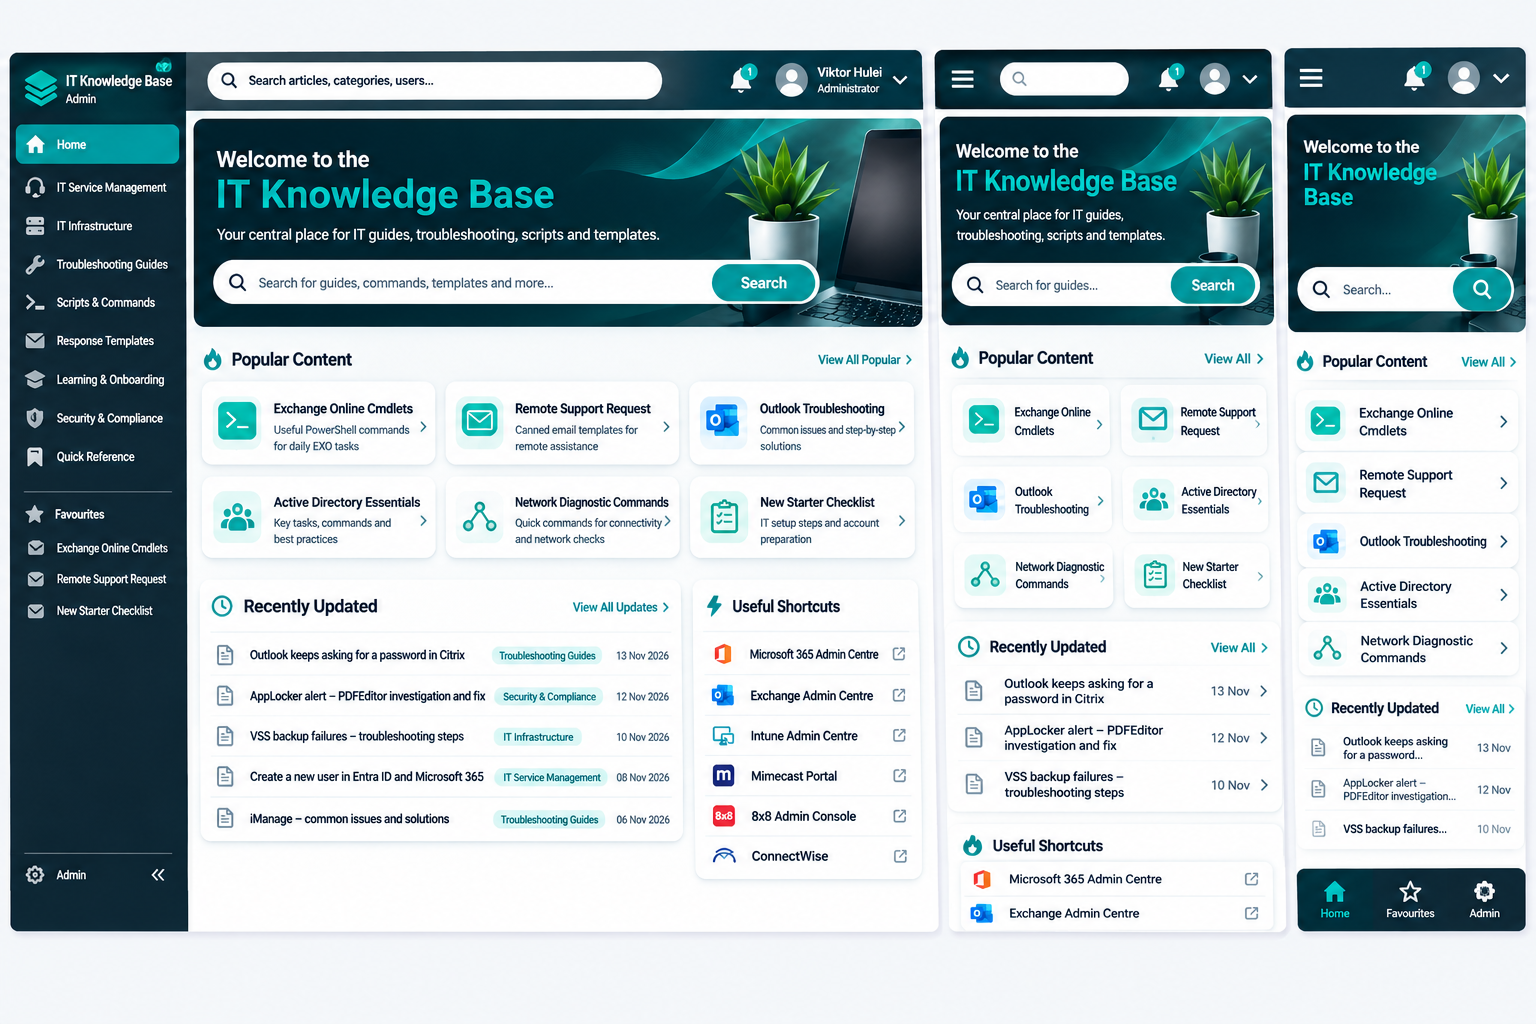 IT Knowledge Base
Admin
Home
IT Service Management
IT Infrastructure
Troubleshooting Guides
Scripts & Commands
Response Templates
Learning & Onboarding
Security & Compliance
Quick Reference
Favourites
Exchange Online Cmdlets
Remote Support Request
New Starter Checklist
Admin
Search articles, categories, users...
1
Viktor Hulei
Administrator
Welcome to the
IT Knowledge Base
Your central place for IT guides, troubleshooting, scripts and templates.
Search for guides, commands, templates and more...
Search
Popular Content
View All Popular
Exchange Online Cmdlets
Useful PowerShell commands
for daily EXO tasks
Remote Support Request
Canned email templates for
remote assistance
Outlook Troubleshooting
Common issues and step-by-step
solutions
Active Directory Essentials
Key tasks, commands and
best practices
Network Diagnostic Commands
Quick commands for connectivity
and network checks
New Starter Checklist
IT setup steps and account
preparation
Recently Updated
View All Updates
Outlook keeps asking for a password in Citrix
Troubleshooting Guides
13 Nov 2026
AppLocker alert – PDFEditor investigation and fix
Security & Compliance
12 Nov 2026
VSS backup failures – troubleshooting steps
IT Infrastructure
10 Nov 2026
Create a new user in Entra ID and Microsoft 365
IT Service Management
08 Nov 2026
iManage – common issues and solutions
Troubleshooting Guides
06 Nov 2026
Useful Shortcuts
Microsoft 365 Admin Centre
Exchange Admin Centre
Intune Admin Centre
m
Mimecast Portal
8x8
8x8 Admin Console
ConnectWise
1
Welcome to the
IT Knowledge Base
Your central place for IT guides,
troubleshooting, scripts and templates.
Search for guides...
Search
Popular Content
View All
Exchange Online
Cmdlets
Remote Support
Request
Outlook
Troubleshooting
Active Directory
Essentials
Network Diagnostic
Commands
New Starter
Checklist
Recently Updated
View All
Outlook keeps asking for a
password in Citrix
13 Nov
AppLocker alert – PDFEditor
investigation and fix
12 Nov
VSS backup failures –
troubleshooting steps
10 Nov
Useful Shortcuts
Microsoft 365 Admin Centre
Exchange Admin Centre
1
Welcome to the
IT Knowledge
Base
Search...
Popular Content
View All
Exchange Online
Cmdlets
Remote Support
Request
Outlook Troubleshooting
Active Directory
Essentials
Network Diagnostic
Commands
Recently Updated
View All
Outlook keeps asking
for a password...
13 Nov
AppLocker alert –
PDFEditor investigation...
12 Nov
VSS backup failures...
10 Nov
Home
Favourites
Admin